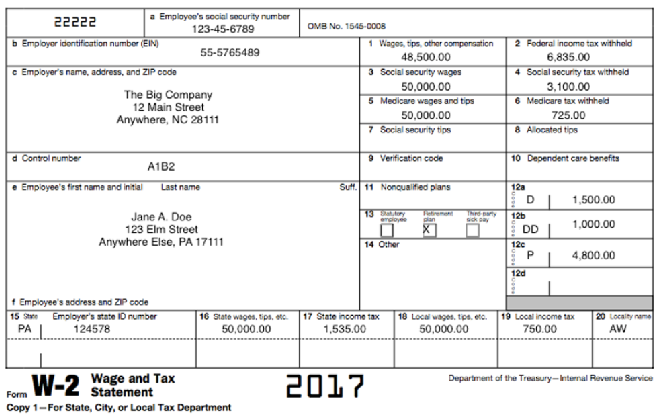 22222
a Employee's social security number
123-45-6789
OMB No. 1545-0008
b Employer identification number (EIN)
55-5765489
1 Wages, tips, other compensation
48,500.00
2 Federal income tax withheld
6,835.00
c Employer's name, address, and ZIP code
The Big Company
12 Main Street
Anywhere, NC 28111
3 Social security wages
50,000.00
4 Social security tax withheld
3,100.00
5 Medicare wages and tips
50,000.00
6 Medicare tax withheld
725.00
7 Social security tips
8 Allocated tips
d Control number
A1B2
9 Verification code
10 Dependent care benefits
e Employee's first name and initial Last name Suff.
Jane A. Doe
123 Elm Street
Anywhere Else, PA 17111
11 Nonqualified plans
12a
Code
D 1,500.00
13 Statutory employee Retirement plan Third-party sick pay
X
12b
Code
DD 1,000.00
14 Other
12c
Code
P 4,800.00
12d
Code
f Employee's address and ZIP code
15 State Employer's state ID number
PA 124578
16 State wages, tips, etc.
50,000.00
17 State income tax
1,535.00
18 Local wages, tips, etc.
50,000.00
19 Local income tax
750.00
20 Locality name
AW
Form W-2 Wage and Tax Statement
2017
Department of the Treasury—Internal Revenue Service
Copy 1—For State, City, or Local Tax Department